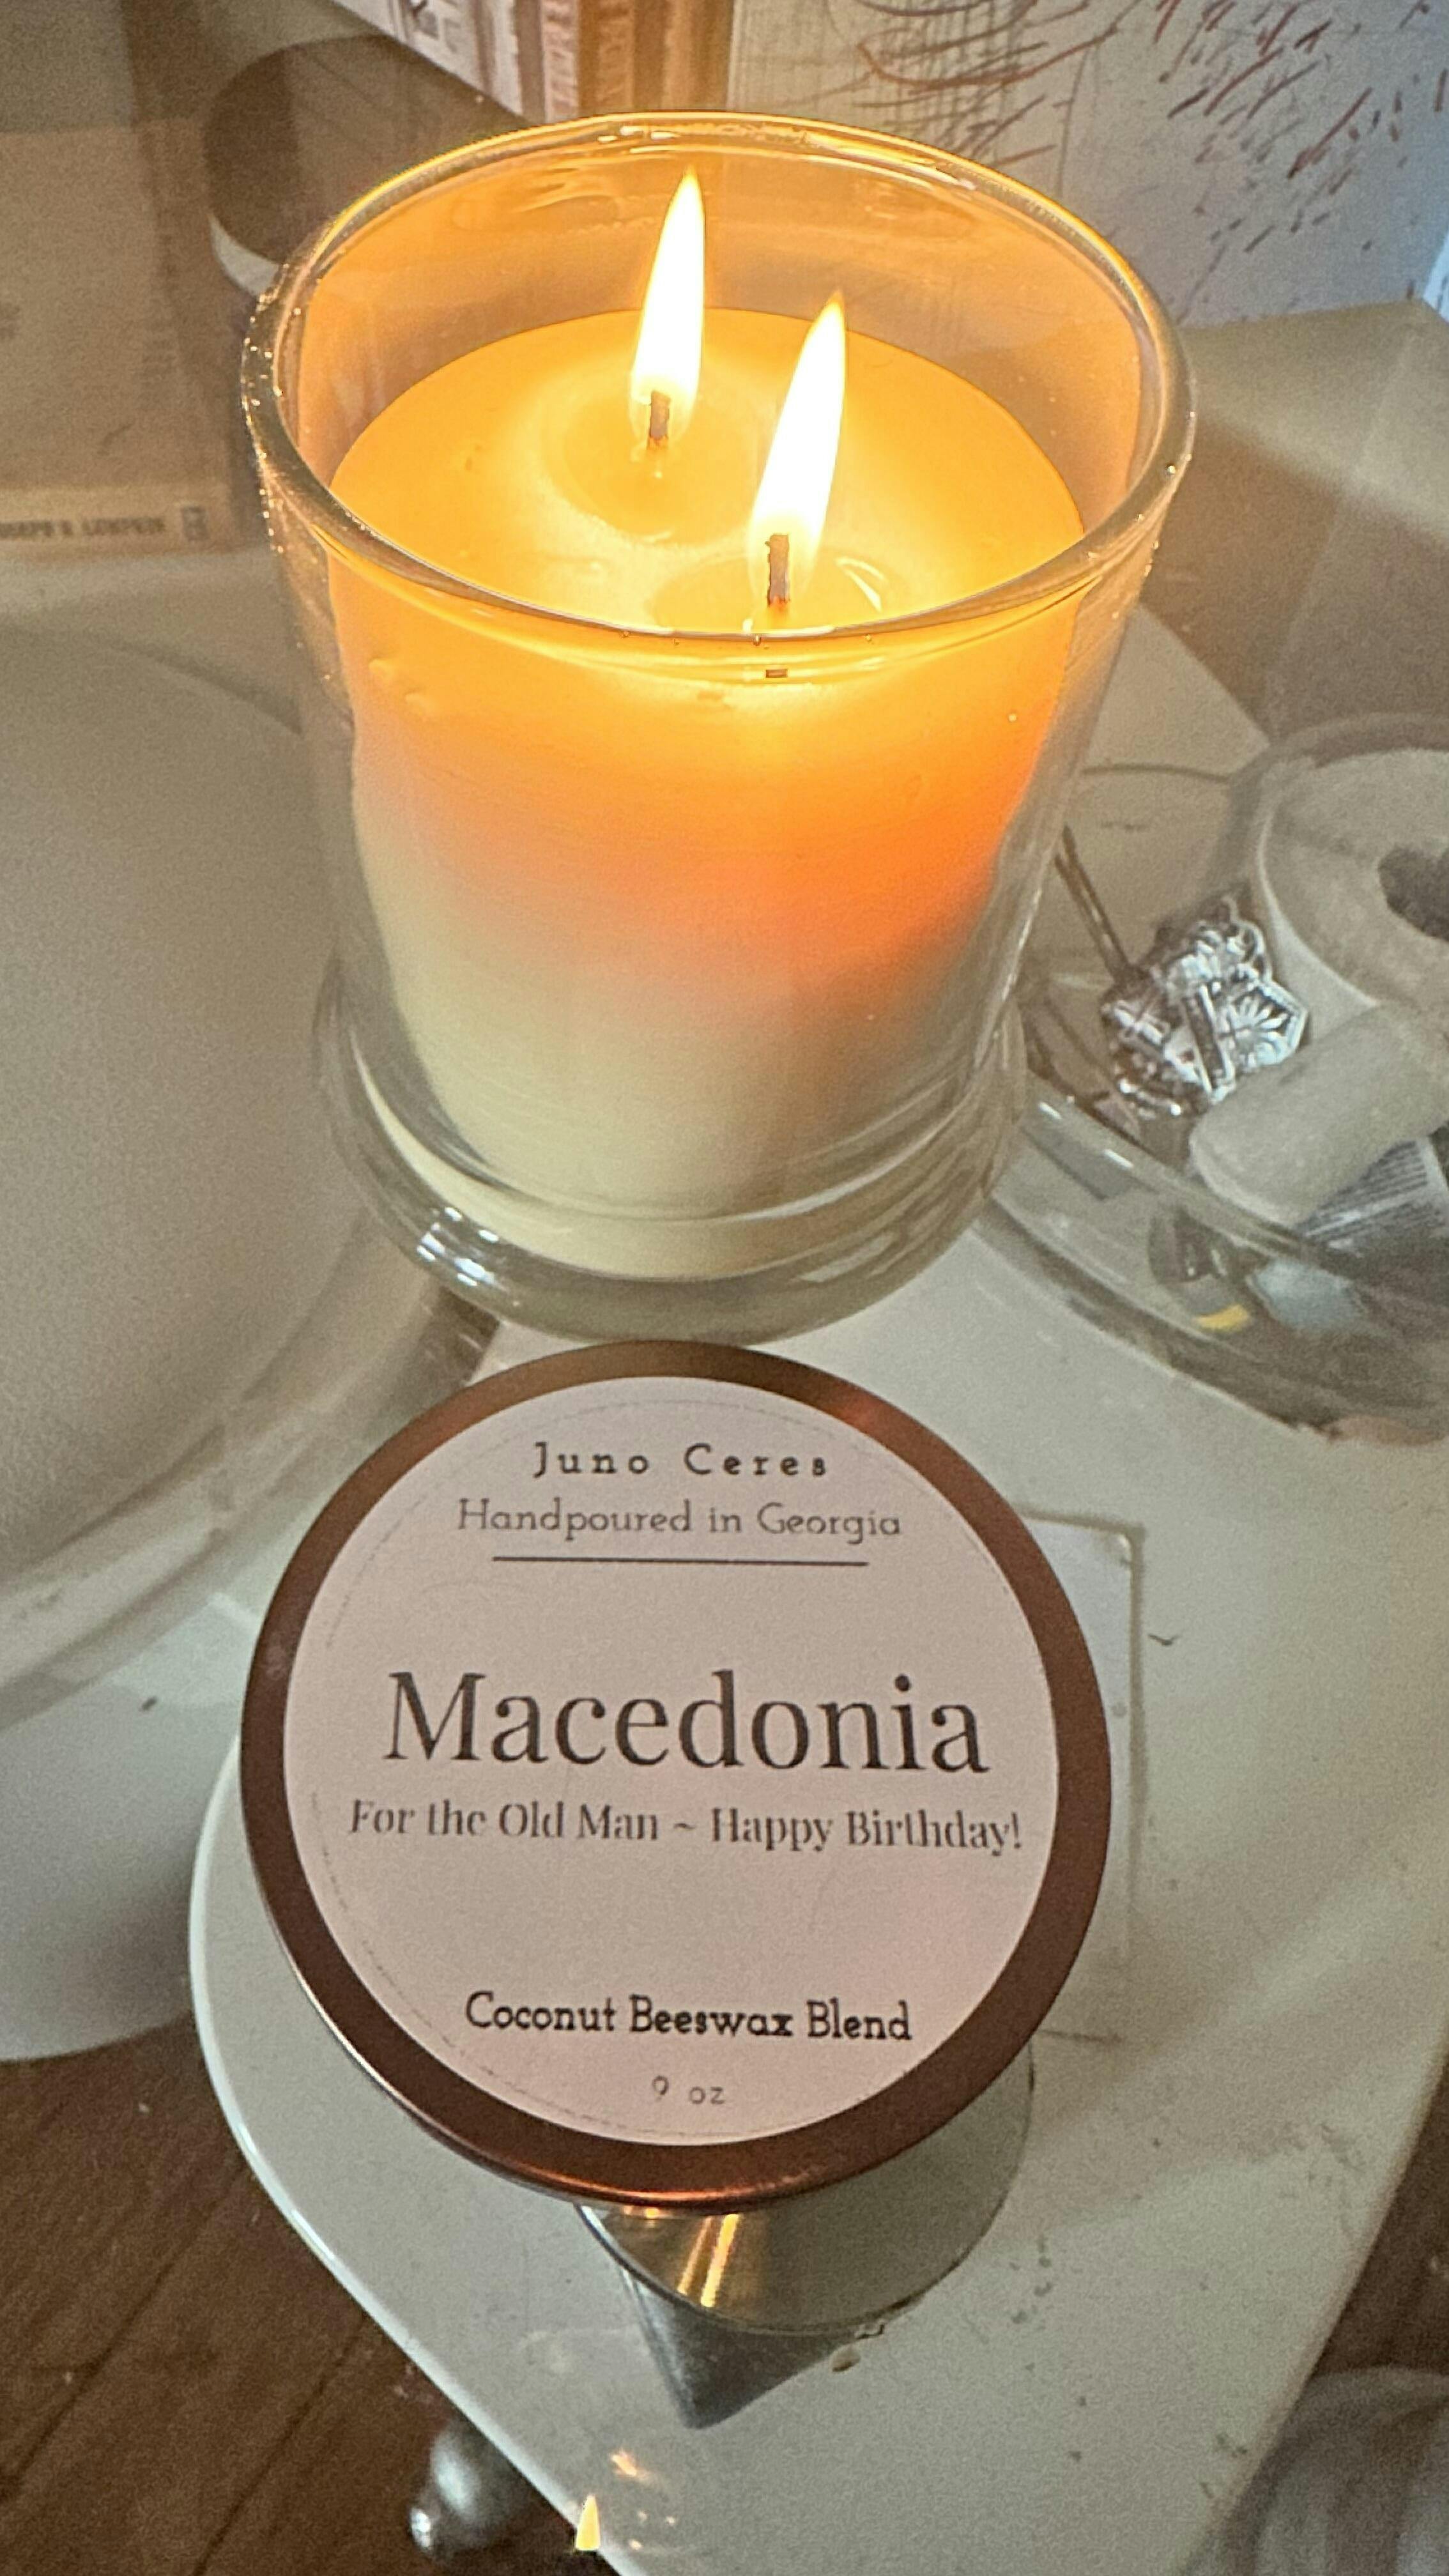 Juno Ceres
Handpoured in Georgia
Macedonia
For the Old Man ~ Happy Birthday!
Coconut Beeswax Blend
9 oz